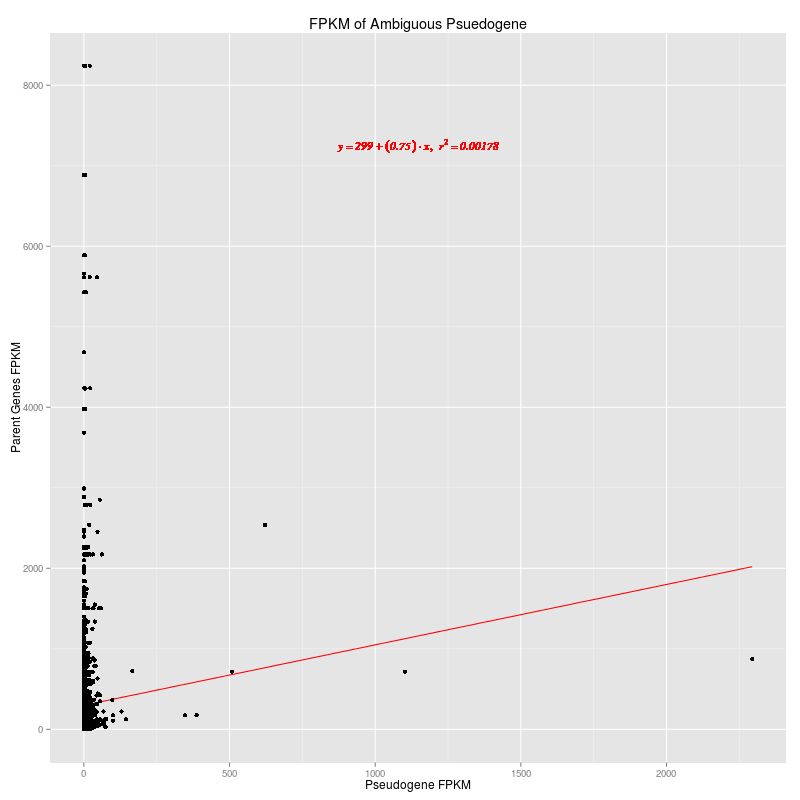 FPKM of Ambiguous Psuedogene
8000
y = 299 + (0.75) · x, r² = 0.00178
6000
Parent Genes FPKM
4000
2000
0
0 500 1000 1500 2000
Pseudogene FPKM